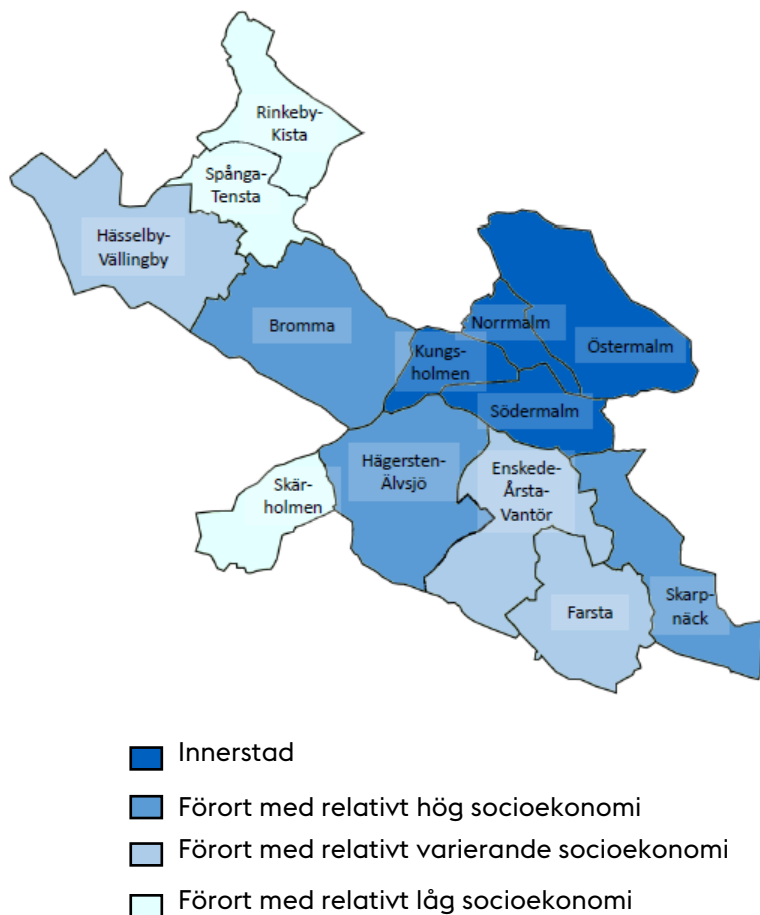 Rinkeby-
Kista
Spånga-
Tensta
Hässelby-
Vällingby
Bromma
Norrmalm
Kungs-
holmen
Östermalm
Södermalm
Hägersten-
Älvsjö
Enskede-
Årsta-
Vantör
Skär-
holmen
Farsta
Skarp-
näck
Innerstad
Förort med relativt hög socioekonomi
Förort med relativt varierande socioekonomi
Förort med relativt låg socioekonomi